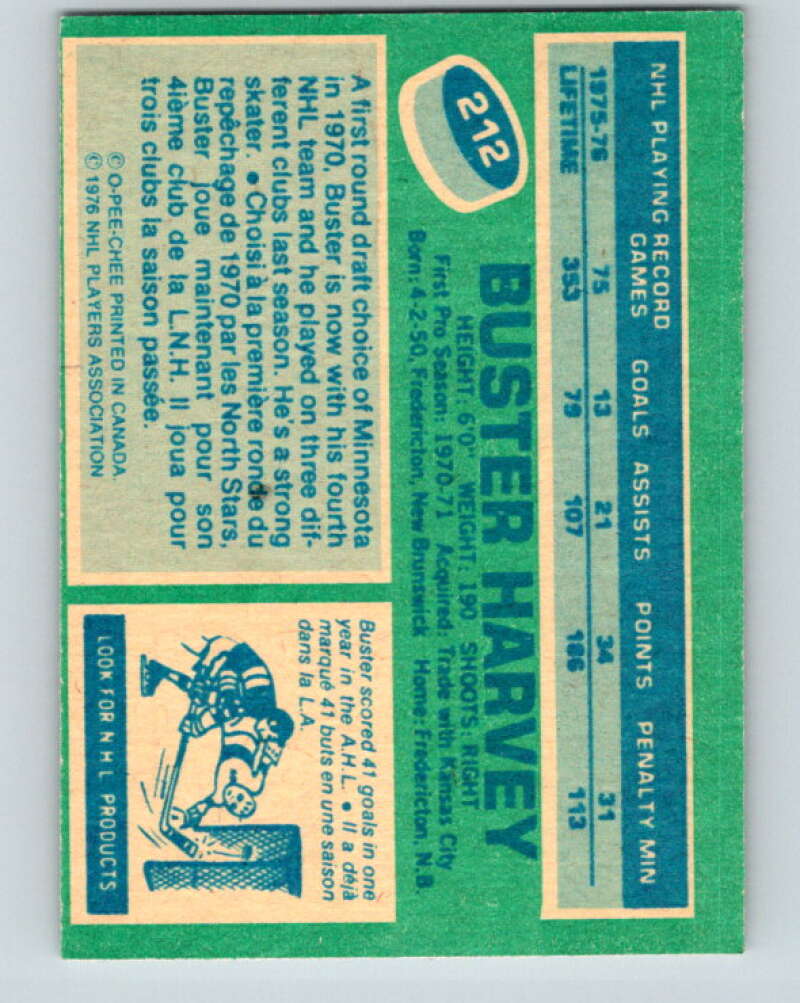 NHL PLAYING RECORD
GAMES GOALS ASSISTS POINTS PENALTY MIN
1975-76 75 13 21 34 31
LIFETIME 353 79 107 186 113
212
BUSTER HARVEY
HEIGHT: 6'0" WEIGHT: 190 SHOOTS: RIGHT
First Pro Season: 1970-71 Acquired: Trade with Kansas City
Born: 4-2-50, Fredericton, New Brunswick Home: Fredericton, N.B.
A first round draft choice of Minnesota
in 1970, Buster is now with his fourth
NHL team and he played on three dif-
ferent clubs last season. He's a strong
skater. • Choisi à la première ronde du
repêchage de 1970 par les North Stars,
Buster joue maintenant pour son
4ième club de la L.N.H. Il joua pour
trois clubs la saison passée.
© O-PEE-CHEE PRINTED IN CANADA.
© 1976 NHL PLAYERS ASSOCIATION
Buster scored 41 goals in one
year in the A.H.L. • Il a déjà
marqué 41 buts en une saison
dans la L.A.
LOOK FOR NHL PRODUCTS